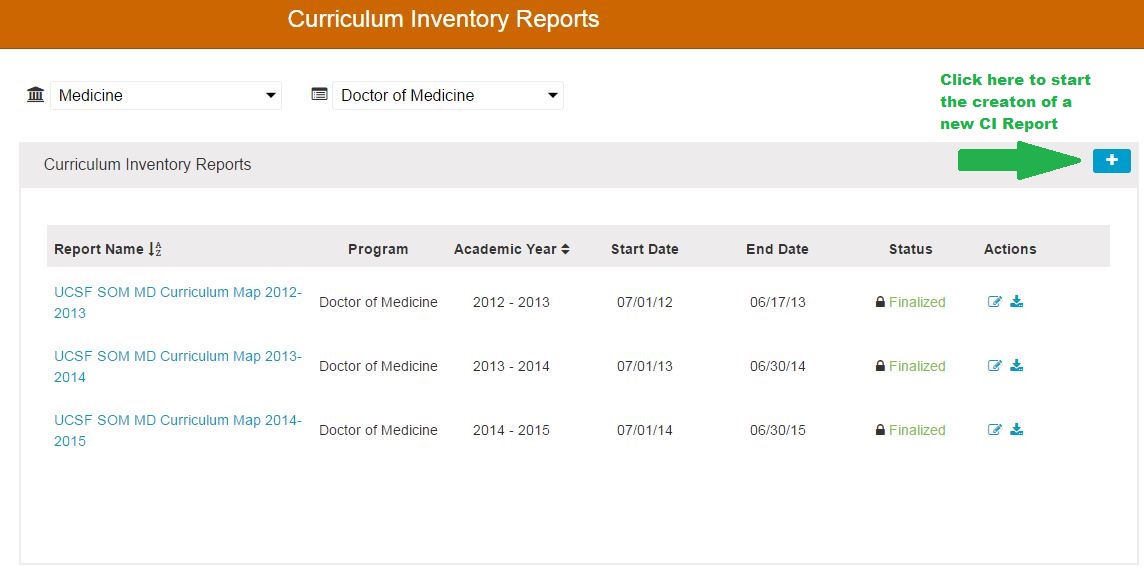 Curriculum Inventory Reports
Medicine
Doctor of Medicine
Click here to start
the creaton of a
new CI Report
Curriculum Inventory Reports
+
Report Name Program Academic Year Start Date End Date Status Actions
UCSF SOM MD Curriculum Map 2012-
2013
Doctor of Medicine 2012 - 2013 07/01/12 06/17/13 Finalized
UCSF SOM MD Curriculum Map 2013-
2014
Doctor of Medicine 2013 - 2014 07/01/13 06/30/14 Finalized
UCSF SOM MD Curriculum Map 2014-
2015
Doctor of Medicine 2014 - 2015 07/01/14 06/30/15 Finalized